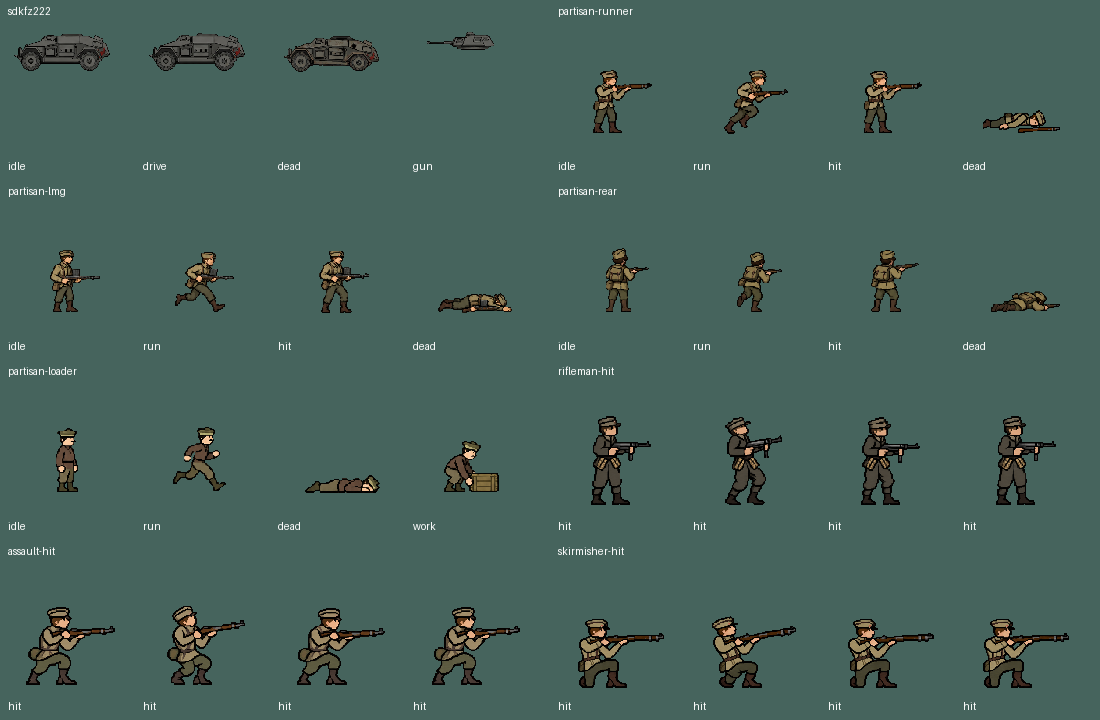 sdkfz222
partisan-runner
idle drive dead gun
idle run hit dead
partisan-lmg
partisan-rear
idle run hit dead
idle run hit dead
partisan-loader
rifleman-hit
idle run dead work
hit hit hit hit
assault-hit
skirmisher-hit
hit hit hit hit
hit hit hit hit